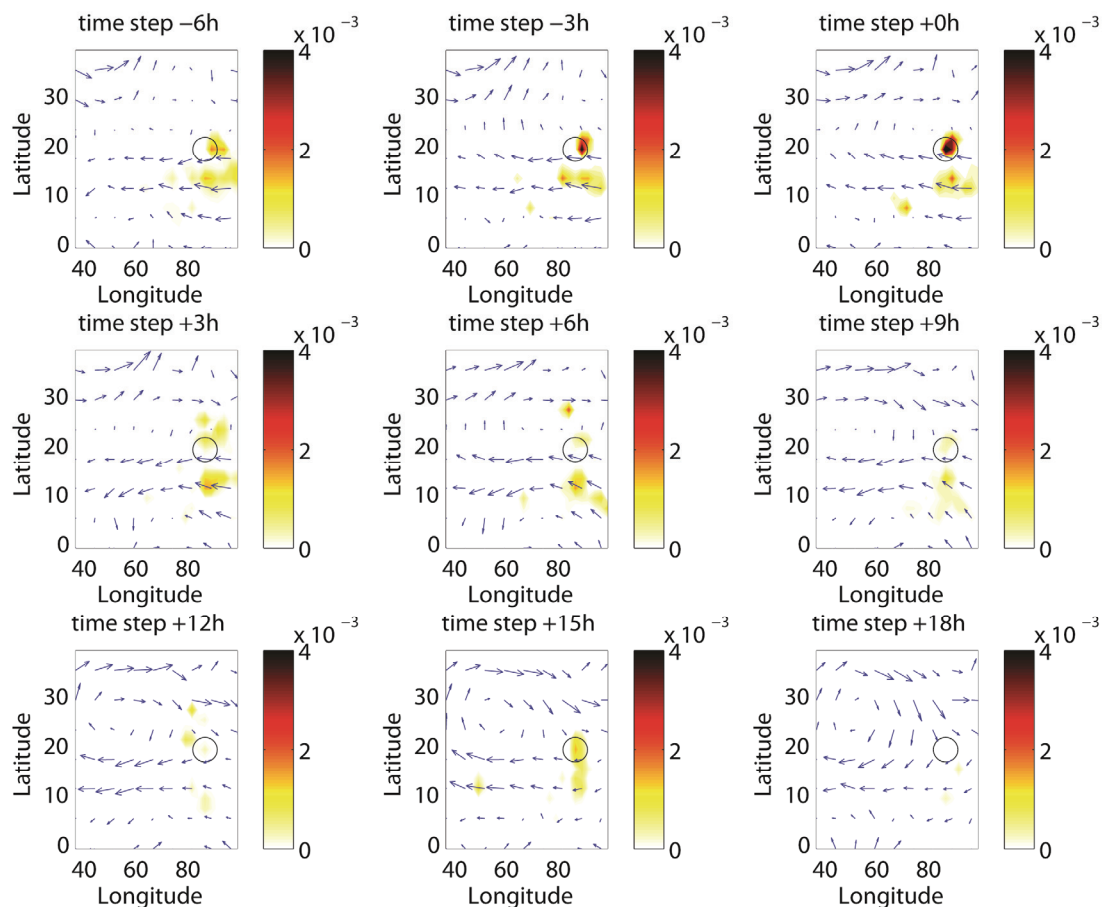 time step −6h
x 10 −3
4
2
0
30
20
10
0
Latitude
40 60 80
Longitude
time step −3h
x 10 −3
4
2
0
30
20
10
0
Latitude
40 60 80
Longitude
time step +0h
x 10 −3
4
2
0
30
20
10
0
Latitude
40 60 80
Longitude
time step +3h
x 10 −3
4
2
0
30
20
10
0
Latitude
40 60 80
Longitude
time step +6h
x 10 −3
4
2
0
30
20
10
0
Latitude
40 60 80
Longitude
time step +9h
x 10 −3
4
2
0
30
20
10
0
Latitude
40 60 80
Longitude
time step +12h
x 10 −3
4
2
0
30
20
10
0
Latitude
40 60 80
Longitude
time step +15h
x 10 −3
4
2
0
30
20
10
0
Latitude
40 60 80
Longitude
time step +18h
x 10 −3
4
2
0
30
20
10
0
Latitude
40 60 80
Longitude